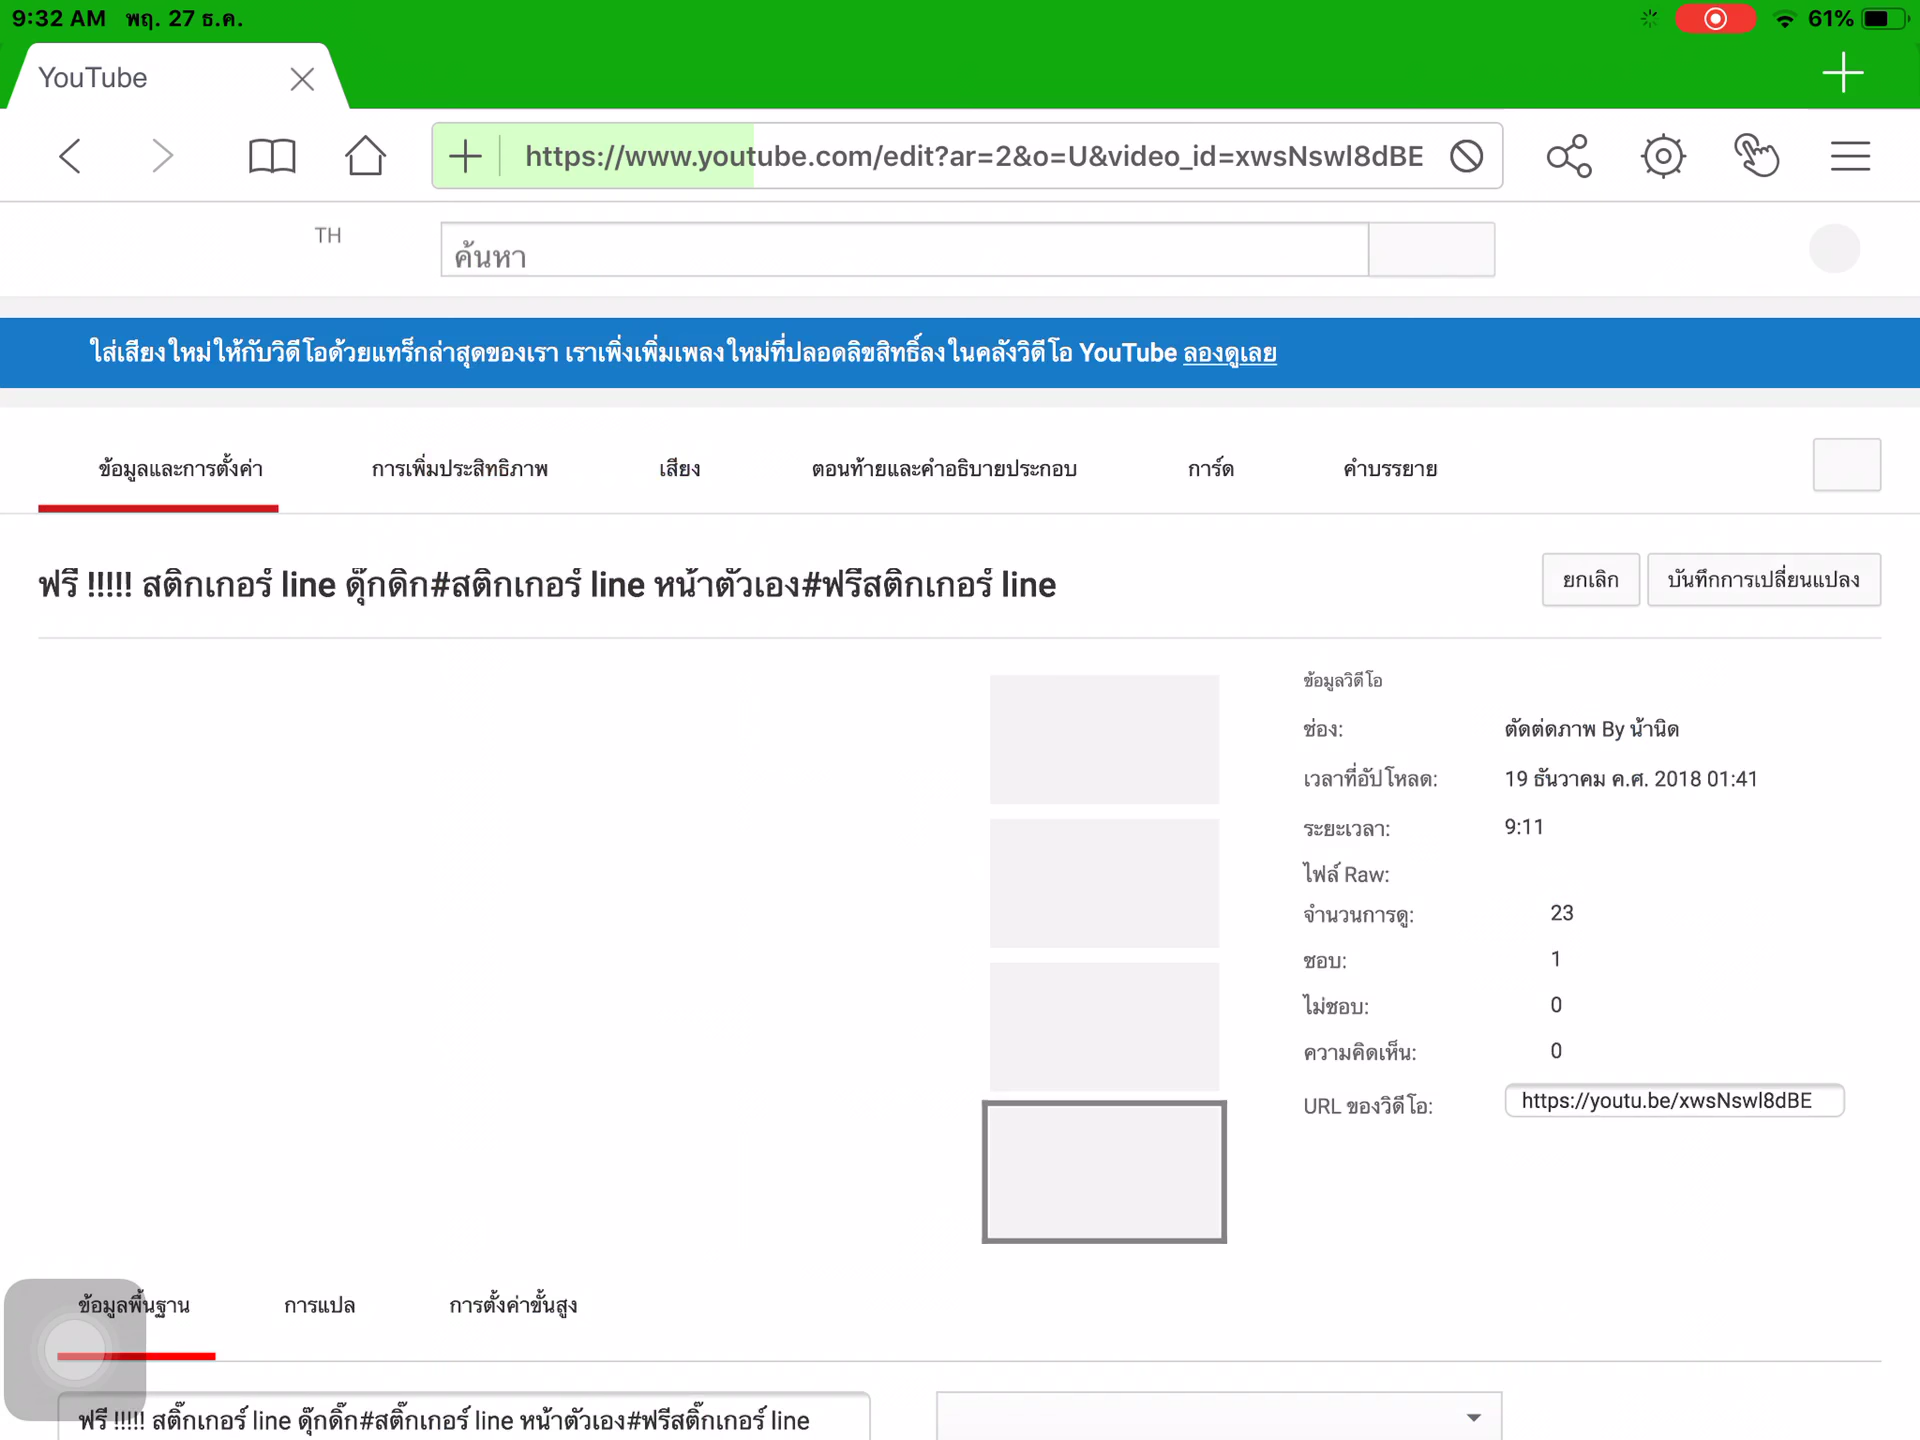 9:32 AM พฤ. 27 ธ.ค. 61%
YouTube
https://www.youtube.com/edit?ar=2&o=U&video_id=xwsNswl8dBE
TH
ค้นหา
ใส่เสียงใหม่ให้กับวิดีโอด้วยแทร็กล่าสุดของเรา เราเพิ่งเพิ่มเพลงใหม่ที่ปลอดลิขสิทธิ์ลงในคลังวิดีโอ YouTube ลองดูเลย
ข้อมูลและการตั้งค่า การเพิ่มประสิทธิภาพ เสียง ตอนท้ายและคำอธิบายประกอบ การ์ด คำบรรยาย
ฟรี !!!!! สติกเกอร์ line ดุ๊กดิก#สติกเกอร์ line หน้าตัวเอง#ฟรีสติกเกอร์ line
ยกเลิก บันทึกการเปลี่ยนแปลง
ข้อมูลวิดีโอ
ช่อง: ตัดต่ดภาพ By น้านิด
เวลาที่อัปโหลด: 19 ธันวาคม ค.ศ. 2018 01:41
ระยะเวลา: 9:11
ไฟล์ Raw:
จำนวนการดู: 23
ชอบ: 1
ไม่ชอบ: 0
ความคิดเห็น: 0
URL ของวิดีโอ: https://youtu.be/xwsNswl8dBE
ข้อมูลพื้นฐาน การแปล การตั้งค่าขั้นสูง
ฟรี !!!!! สติ๊กเกอร์ line ดุ๊กดิ๊ก#สติ๊กเกอร์ line หน้าตัวเอง#ฟรีสติ๊กเกอร์ line